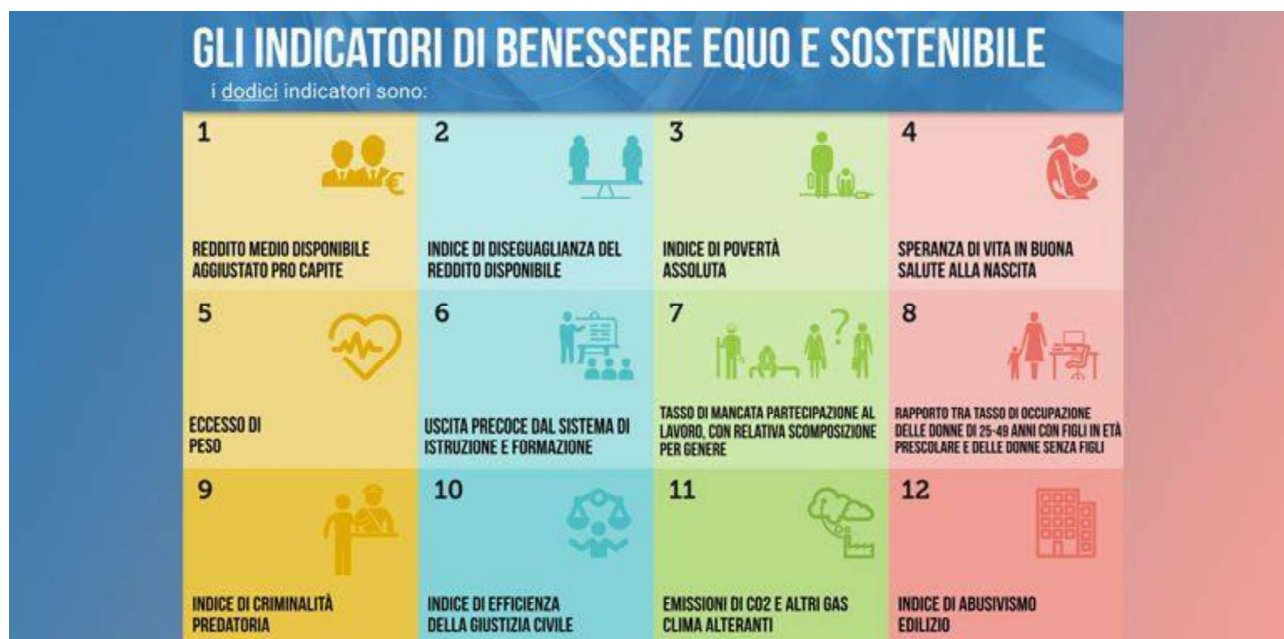 GLI INDICATORI DI BENESSERE EQUO E SOSTENIBILE
i dodici indicatori sono:
1
REDDITO MEDIO DISPONIBILE
AGGIUSTATO PRO CAPITE
2
INDICE DI DISEGUAGLIANZA DEL
REDDITO DISPONIBILE
3
INDICE DI POVERTÀ
ASSOLUTA
4
SPERANZA DI VITA IN BUONA
SALUTE ALLA NASCITA
5
ECCESSO DI
PESO
6
USCITA PRECOCE DAL SISTEMA DI
ISTRUZIONE E FORMAZIONE
7
?
TASSO DI MANCATA PARTECIPAZIONE AL
LAVORO, CON RELATIVA SCOMPOSIZIONE
PER GENERE
8
RAPPORTO TRA TASSO DI OCCUPAZIONE
DELLE DONNE DI 25-49 ANNI CON FIGLI IN ETÀ
PRESCOLARE E DELLE DONNE SENZA FIGLI
9
INDICE DI CRIMINALITÀ
PREDATORIA
10
INDICE DI EFFICIENZA
DELLA GIUSTIZIA CIVILE
11
EMISSIONI DI CO2 E ALTRI GAS
CLIMA ALTERANTI
12
INDICE DI ABUSIVISMO
EDILIZIO